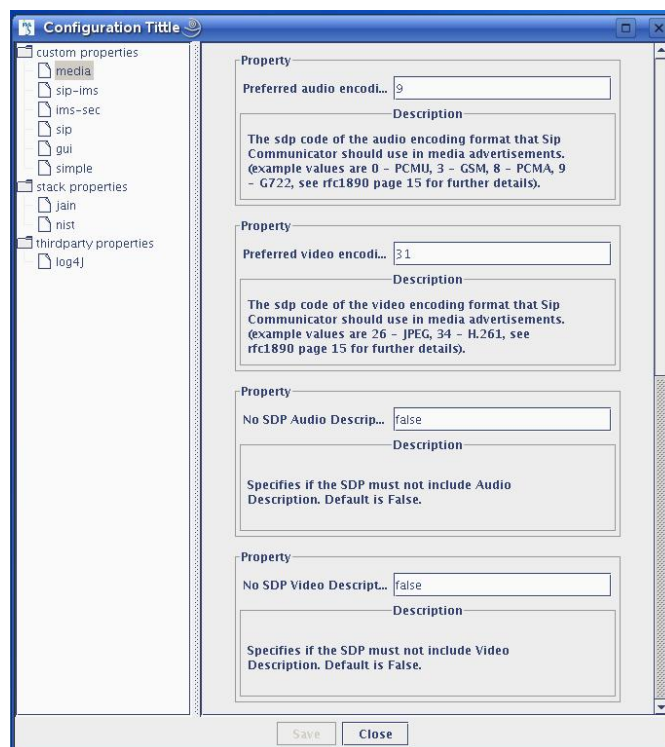 Configuration Tittle
custom properties
media
sip-ims
ims-sec
sip
gui
simple
stack properties
jain
nist
thirdparty properties
log4J
Property
Preferred audio encodi... 9
Description
The sdp code of the audio encoding format that Sip
Communicator should use in media advertisements.
(example values are 0 - PCMU, 3 - GSM, 8 - PCMA, 9
- G722, see rfc1890 page 15 for further details).
Property
Preferred video encodi... 31
Description
The sdp code of the video encoding format that Sip
Communicator should use in media advertisements.
(example values are 26 - JPEG, 34 - H.261, see
rfc1890 page 15 for further details).
Property
No SDP Audio Descrip... false
Description
Specifies if the SDP must not include Audio
Description. Default is False.
Property
No SDP Video Descript... false
Description
Specifies if the SDP must not include Video
Description. Default is False.
Save
Close